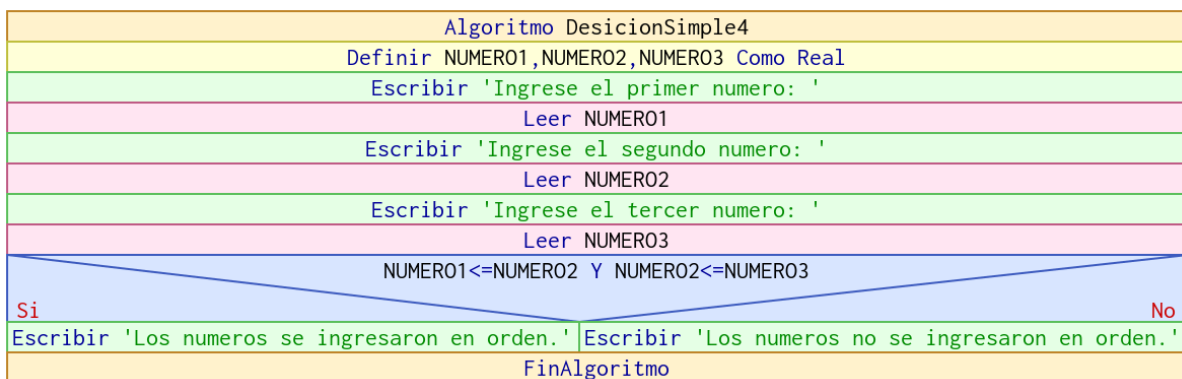 Algoritmo DesicionSimple4
Definir NUMERO1,NUMERO2,NUMERO3 Como Real
Escribir 'Ingrese el primer numero: '
Leer NUMERO1
Escribir 'Ingrese el segundo numero: '
Leer NUMERO2
Escribir 'Ingrese el tercer numero: '
Leer NUMERO3
NUMERO1<=NUMERO2 Y NUMERO2<=NUMERO3
Si
No
Escribir 'Los numeros se ingresaron en orden.'
Escribir 'Los numeros no se ingresaron en orden.'
FinAlgoritmo